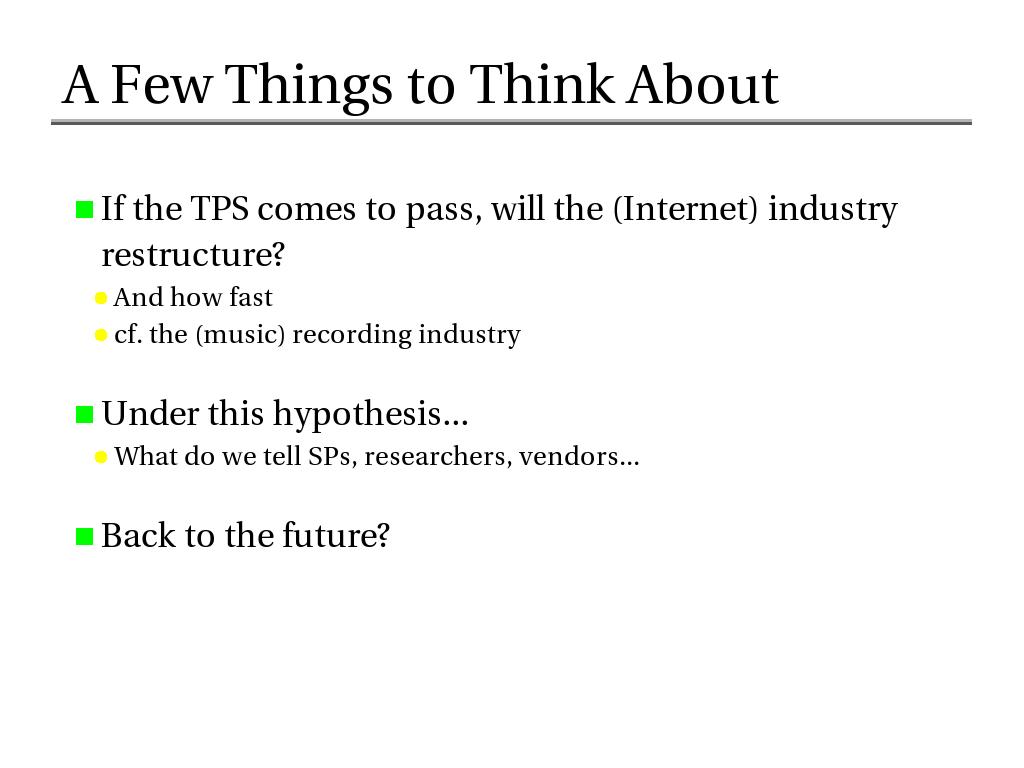 A Few Things to Think About
If the TPS comes to pass, will the (Internet) industry
restructure?
And how fast
cf. the (music) recording industry
Under this hypothesis...
What do we tell SPs, researchers, vendors...
Back to the future?